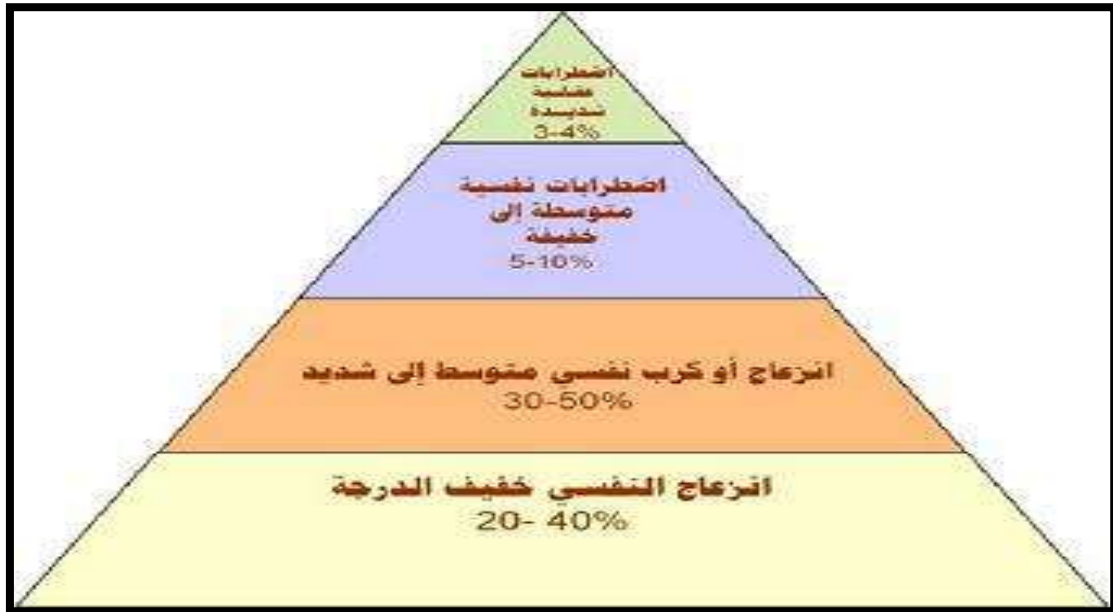 اضطرابات
عقلية
شديدة
3-4%
اضطرابات نفسية
متوسطة إلى
خفيفة
5-10%
انزعاج أو كرب نفسي متوسط إلى شديد
30-50%
انزعاج النفسي خفيف الدرجة
20- 40%